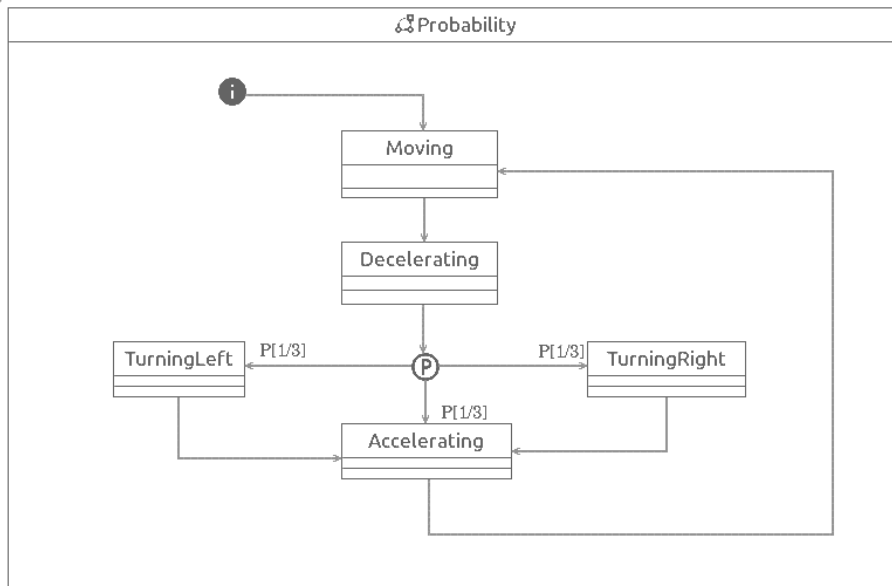 Probability
i
Moving
Decelerating
TurningLeft
P[1/3]
P
P[1/3]
TurningRight
P[1/3]
Accelerating